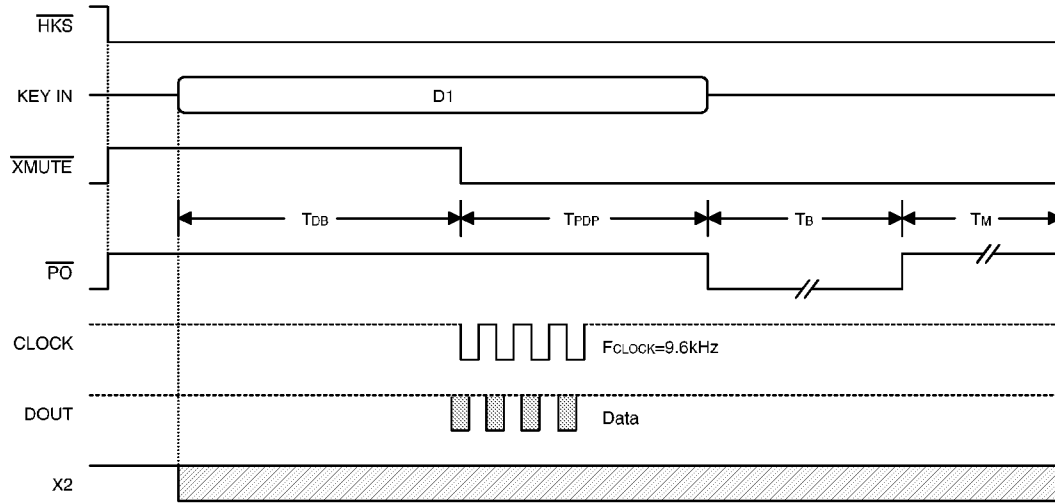 HKS
KEY IN
D1
XMUTE
TDB
TPDP
TB
TM
PO
CLOCK
FCLOCK=9.6kHz
DOUT
Data
X2